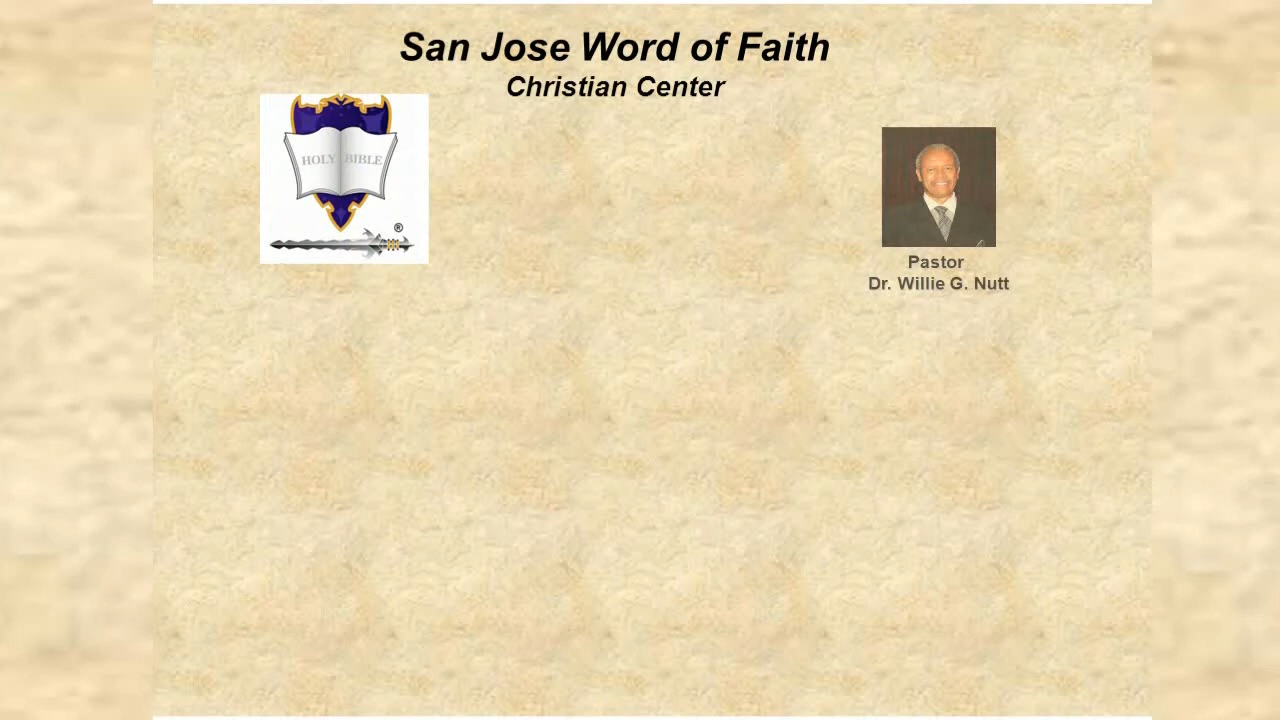 San Jose Word of Faith
Christian Center
HOLY BIBLE
®
Pastor
Dr. Willie G. Nutt